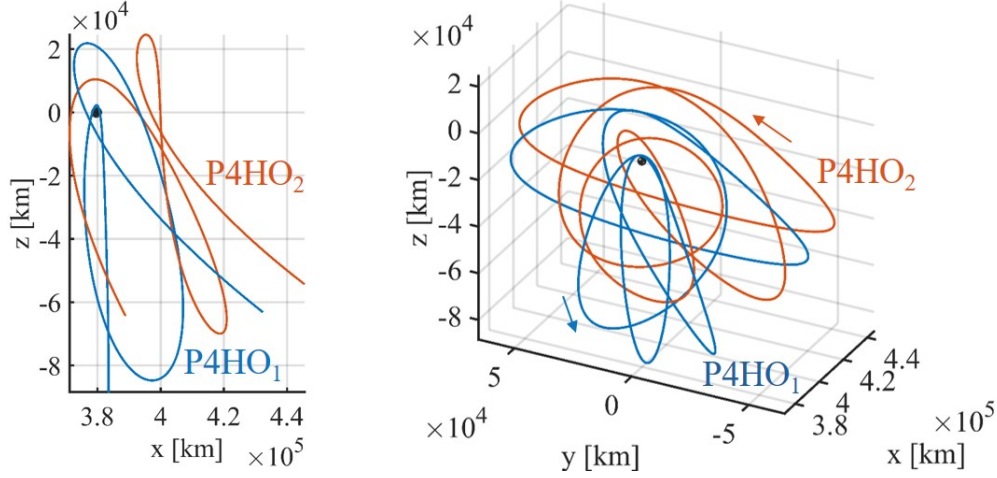 ×10⁴
2
0
-2
-4
-6
-8
z [km]
3.8 4 4.2 4.4
x [km] ×10⁵
P4HO₂
P4HO₁
×10⁴
2
0
-2
-4
-6
-8
z [km]
P4HO₂
P4HO₁
5 0 -5
×10⁴
y [km]
3.8 4 4.2 4.4
×10⁵
x [km]